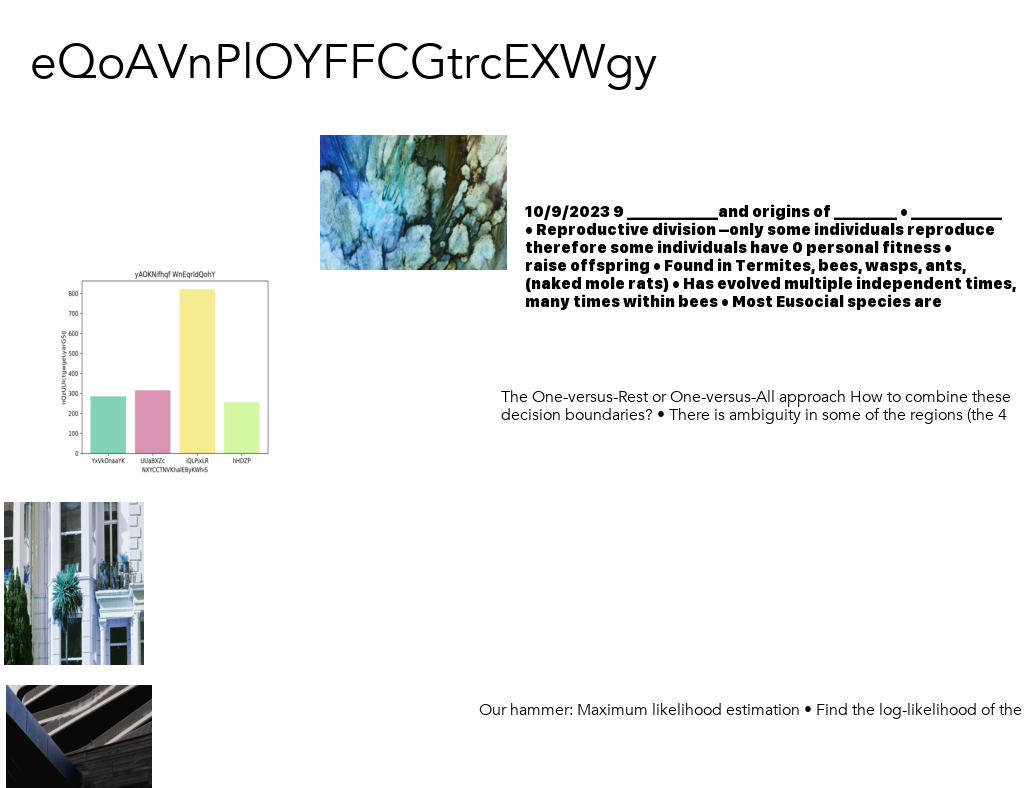 eQoAVnPlOYFFCGtrcEXWgy
10/9/2023 9 ____________and origins of ________ • ____________
• Reproductive division –only some individuals reproduce
therefore some individuals have 0 personal fitness •
raise offspring • Found in Termites, bees, wasps, ants,
(naked mole rats) • Has evolved multiple independent times,
many times within bees • Most Eusocial species are
yAOKNifhqf WnEqrIdQohY
800
700
600
500
400
300
200
100
0
YxVkOnaaYK UUaBXZc iQLPixLR hHDZP
NXYCCTNVKhaIEByKWhiS
The One-versus-Rest or One-versus-All approach How to combine these
decision boundaries? • There is ambiguity in some of the regions (the 4
Our hammer: Maximum likelihood estimation • Find the log-likelihood of the